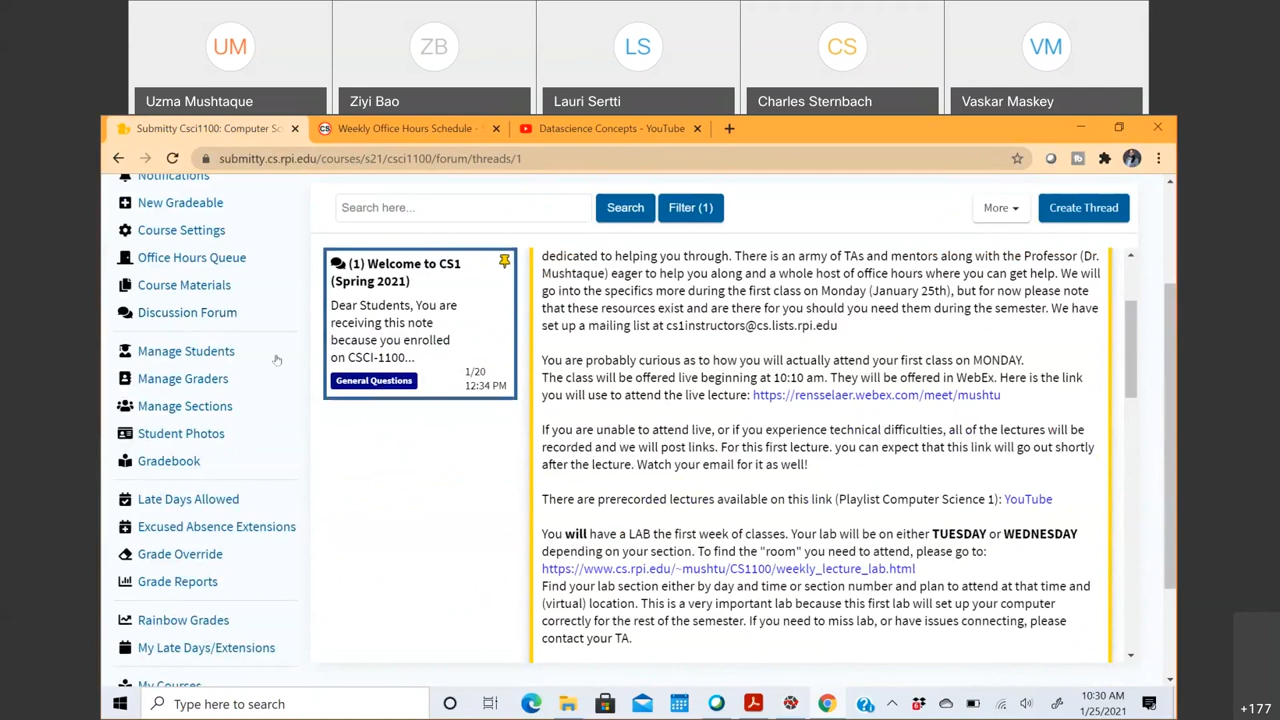 UM
ZB
LS
CS
VM
Uzma Mushtaque
Ziyi Bao
Lauri Sertti
Charles Sternbach
Vaskar Maskey
Submitty Csci1100: Computer Sc
Weekly Office Hours Schedule -
Datascience Concepts - YouTube
submitty.cs.rpi.edu/courses/s21/csci1100/forum/threads/1
Notifications
New Gradeable
Course Settings
Office Hours Queue
Course Materials
Discussion Forum
Manage Students
Manage Graders
Manage Sections
Student Photos
Gradebook
Late Days Allowed
Excused Absence Extensions
Grade Override
Grade Reports
Rainbow Grades
My Late Days/Extensions
My Courses
Search here...
Search
Filter (1)
More
Create Thread
(1) Welcome to CS1
(Spring 2021)
Dear Students, You are
receiving this note
because you enrolled
on CSCI-1100...
General Questions
1/20
12:34 PM
dedicated to helping you through. There is an army of TAs and mentors along with the Professor (Dr.
Mushtaque) eager to help you along and a whole host of office hours where you can get help. We will
go into the specifics more during the first class on Monday (January 25th), but for now please note
that these resources exist and are there for you should you need them during the semester. We have
set up a mailing list at cs1instructors@cs.lists.rpi.edu
You are probably curious as to how you will actually attend your first class on MONDAY.
The class will be offered live beginning at 10:10 am. They will be offered in WebEx. Here is the link
you will use to attend the live lecture: https://rensselaer.webex.com/meet/mushtu
If you are unable to attend live, or if you experience technical difficulties, all of the lectures will be
recorded and we will post links. For this first lecture. you can expect that this link will go out shortly
after the lecture. Watch your email for it as well!
There are prerecorded lectures available on this link (Playlist Computer Science 1): YouTube
You will have a LAB the first week of classes. Your lab will be on either TUESDAY or WEDNESDAY
depending on your section. To find the "room" you need to attend, please go to:
https://www.cs.rpi.edu/~mushtu/CS1100/weekly_lecture_lab.html
Find your lab section either by day and time or section number and plan to attend at that time and
(virtual) location. This is a very important lab because this first lab will set up your computer
correctly for the rest of the semester. If you need to miss lab, or have issues connecting, please
contact your TA.
Type here to search
10:30 AM
1/25/2021
+177